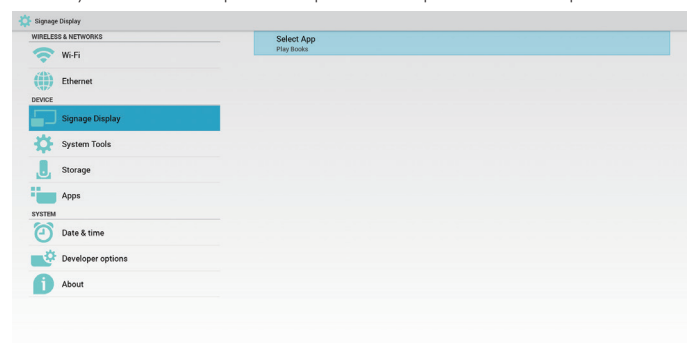 Signage Display
WIRELESS & NETWORKS
Wi-Fi
Ethernet
DEVICE
Signage Display
System Tools
Storage
Apps
SYSTEM
Date & time
Developer options
About
Select App
Play Books